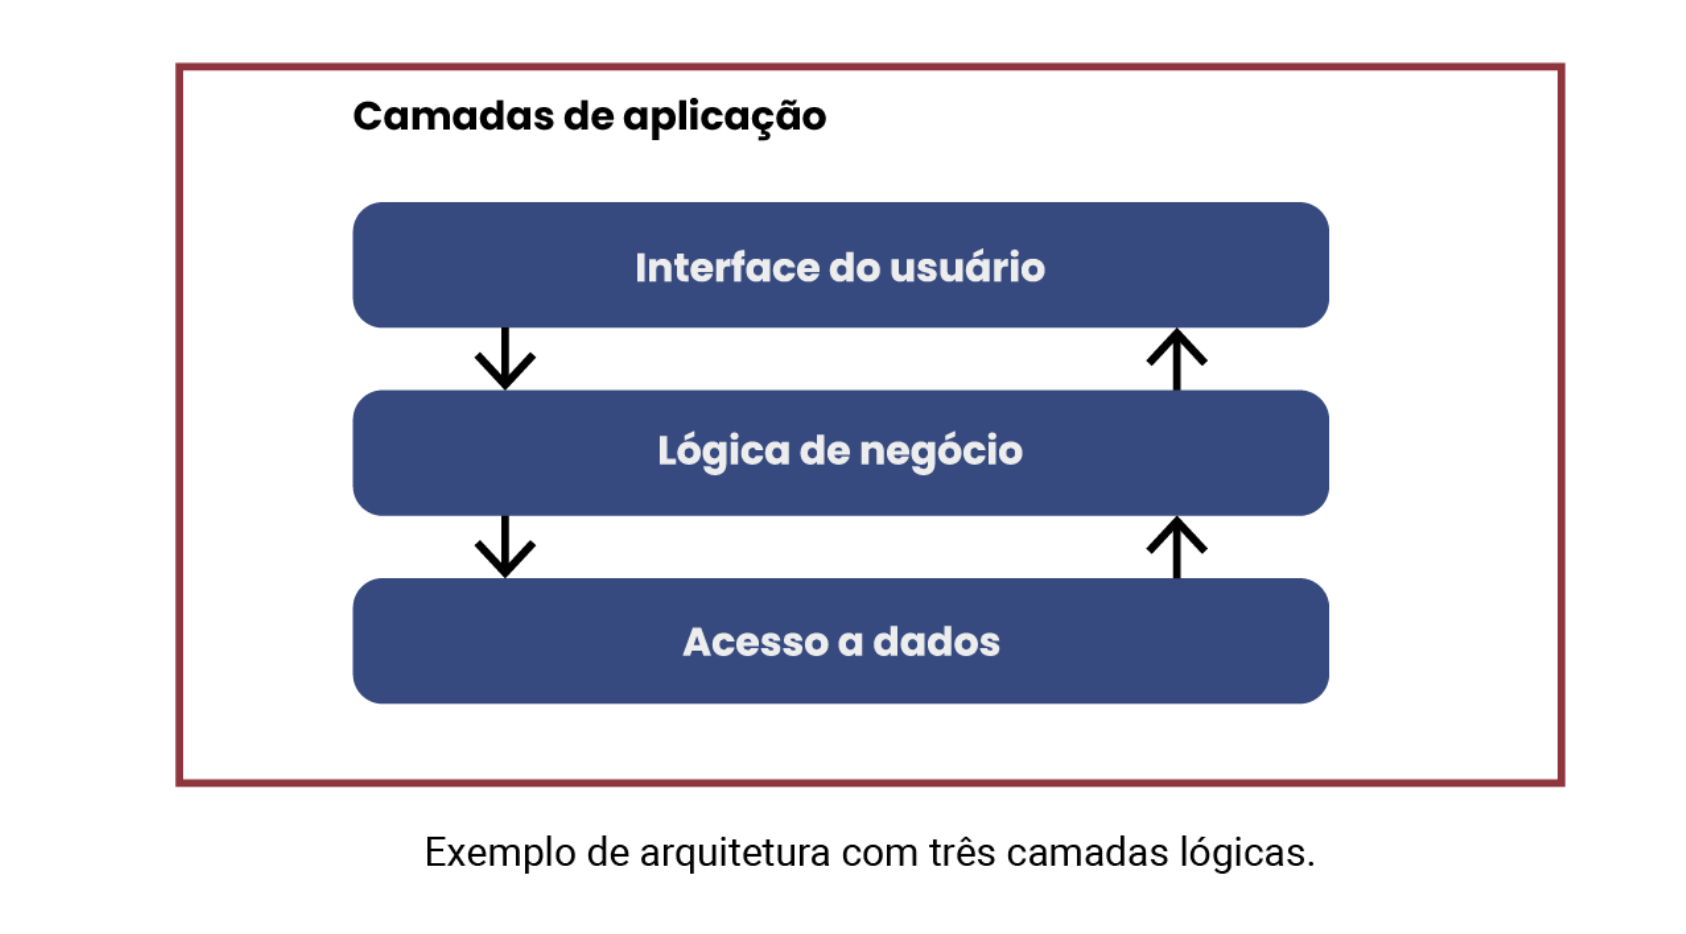 Camadas de aplicação
Interface do usuário
Lógica de negócio
Acesso a dados
Exemplo de arquitetura com três camadas lógicas.